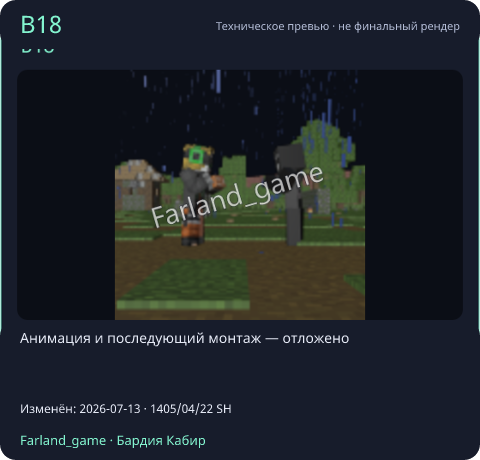 B18
Техническое превью · не финальный рендер
B18
Farland_game
Анимация и последующий монтаж — отложено
Изменён: 2026-07-13 · 1405/04/22 SH
Farland_game · Бардия Кабир